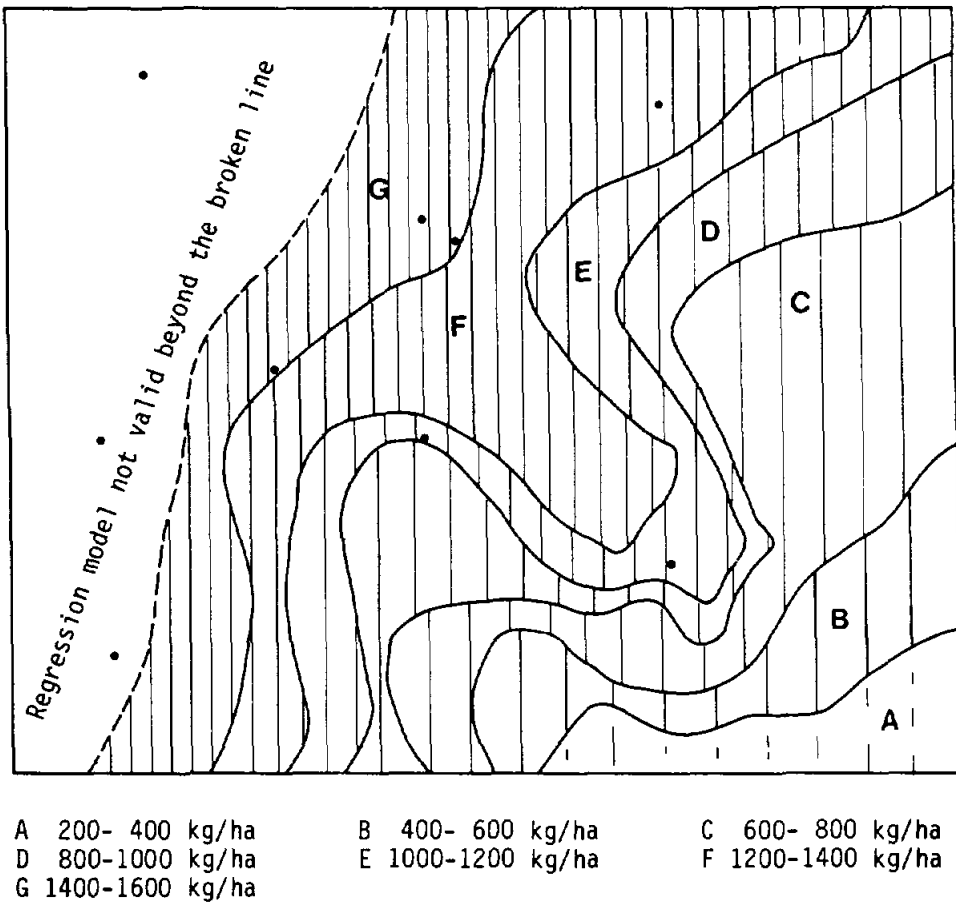 Regression model not valid beyond the broken line
G
D
E
C
F
B
A
A 200- 400 kg/ha B 400- 600 kg/ha C 600- 800 kg/ha
D 800-1000 kg/ha E 1000-1200 kg/ha F 1200-1400 kg/ha
G 1400-1600 kg/ha